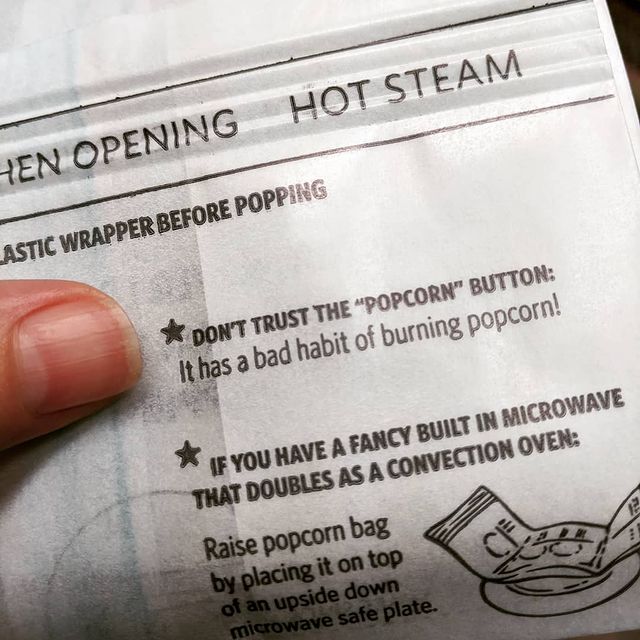 HEN OPENING HOT STEAM
LASTIC WRAPPER BEFORE POPPING
★ DON'T TRUST THE "POPCORN" BUTTON:
It has a bad habit of burning popcorn!
★ IF YOU HAVE A FANCY BUILT IN MICROWAVE
THAT DOUBLES AS A CONVECTION OVEN:
Raise popcorn bag
by placing it on top
of an upside down
microwave safe plate.